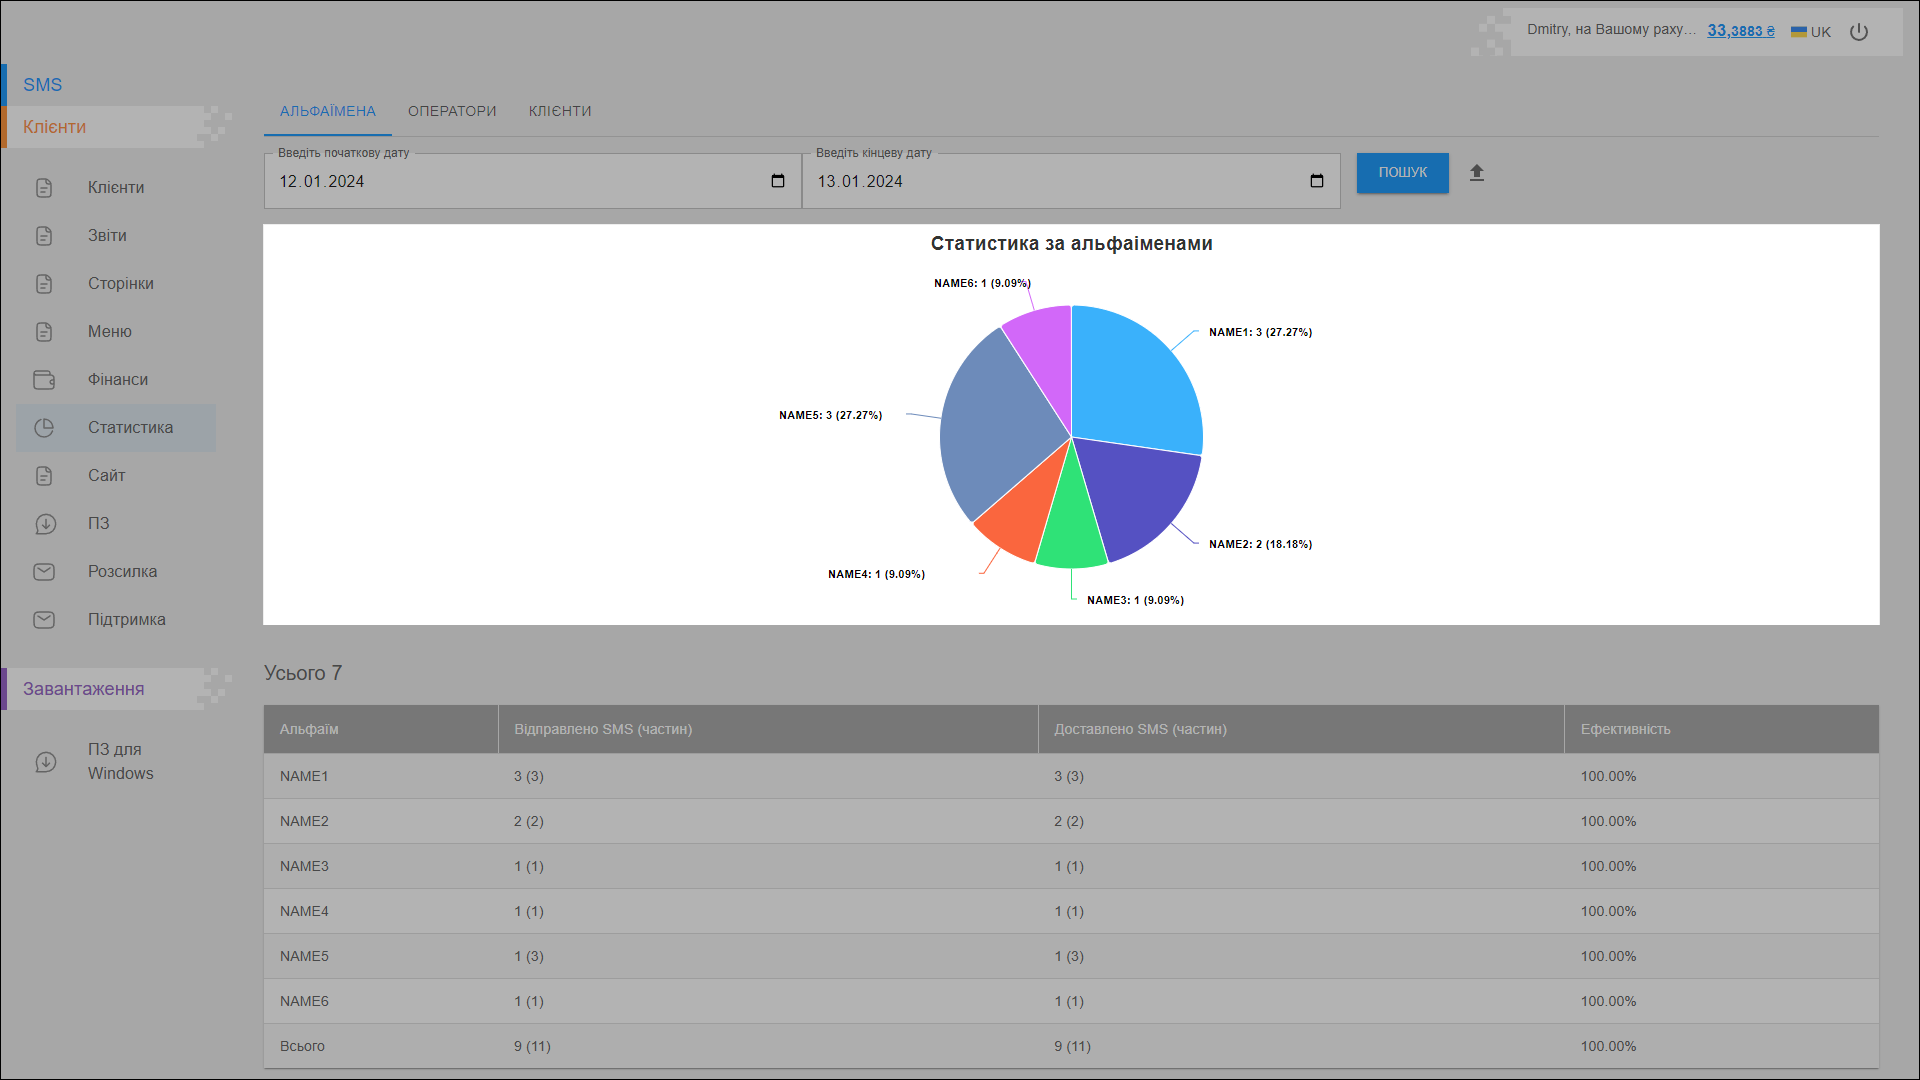 Dmitry, на Вашому раху... 33,3883 ₴ UK
SMS
Клієнти
Клієнти
Звіти
Сторінки
Меню
Фінанси
Статистика
Сайт
ПЗ
Розсилка
Підтримка
Завантаження
ПЗ для
Windows
АЛЬФАІМЕНА ОПЕРАТОРИ КЛІЄНТИ
Введіть початкову дату
12.01.2024
Введіть кінцеву дату
13.01.2024
ПОШУК
Статистика за альфаіменами
NAME6: 1 (9.09%)
NAME1: 3 (27.27%)
NAME5: 3 (27.27%)
NAME2: 2 (18.18%)
NAME4: 1 (9.09%)
NAME3: 1 (9.09%)
Усього 7
Альфаім Відправлено SMS (частин) Доставлено SMS (частин) Ефективність
NAME1 3 (3) 3 (3) 100.00%
NAME2 2 (2) 2 (2) 100.00%
NAME3 1 (1) 1 (1) 100.00%
NAME4 1 (1) 1 (1) 100.00%
NAME5 1 (3) 1 (3) 100.00%
NAME6 1 (1) 1 (1) 100.00%
Всього 9 (11) 9 (11) 100.00%